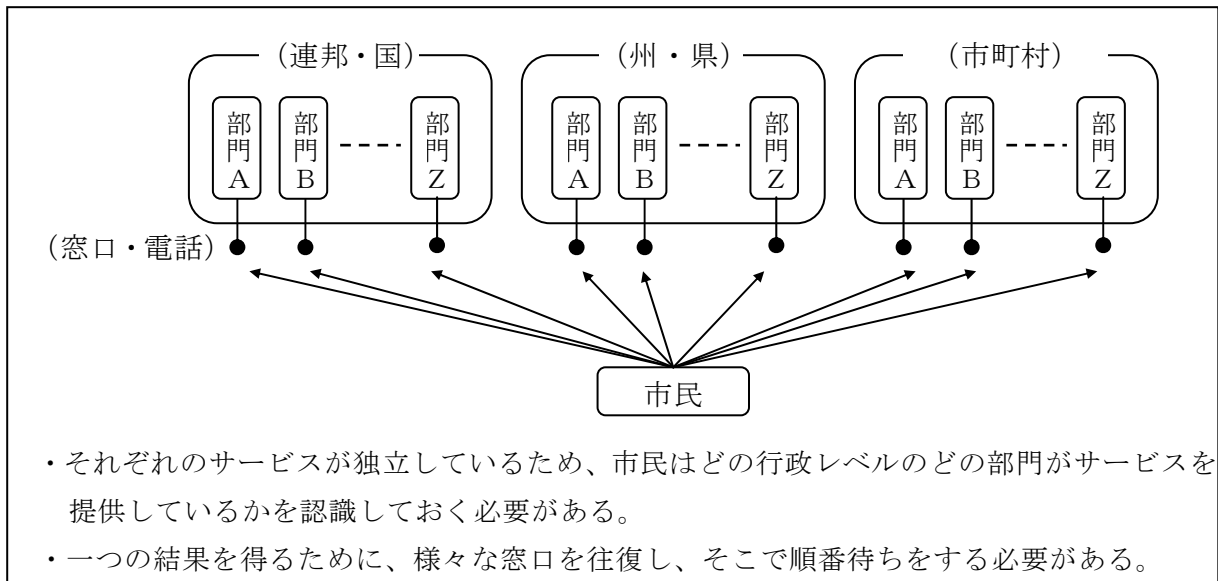 （連邦・国）
（州・県）
（市町村）
部門A
部門B
部門Z
部門A
部門B
部門Z
部門A
部門B
部門Z
（窓口・電話）
市民
・それぞれのサービスが独立しているため、市民はどの行政レベルのどの部門がサービスを
提供しているかを認識しておく必要がある。
・一つの結果を得るために、様々な窓口を往復し、そこで順番待ちをする必要がある。